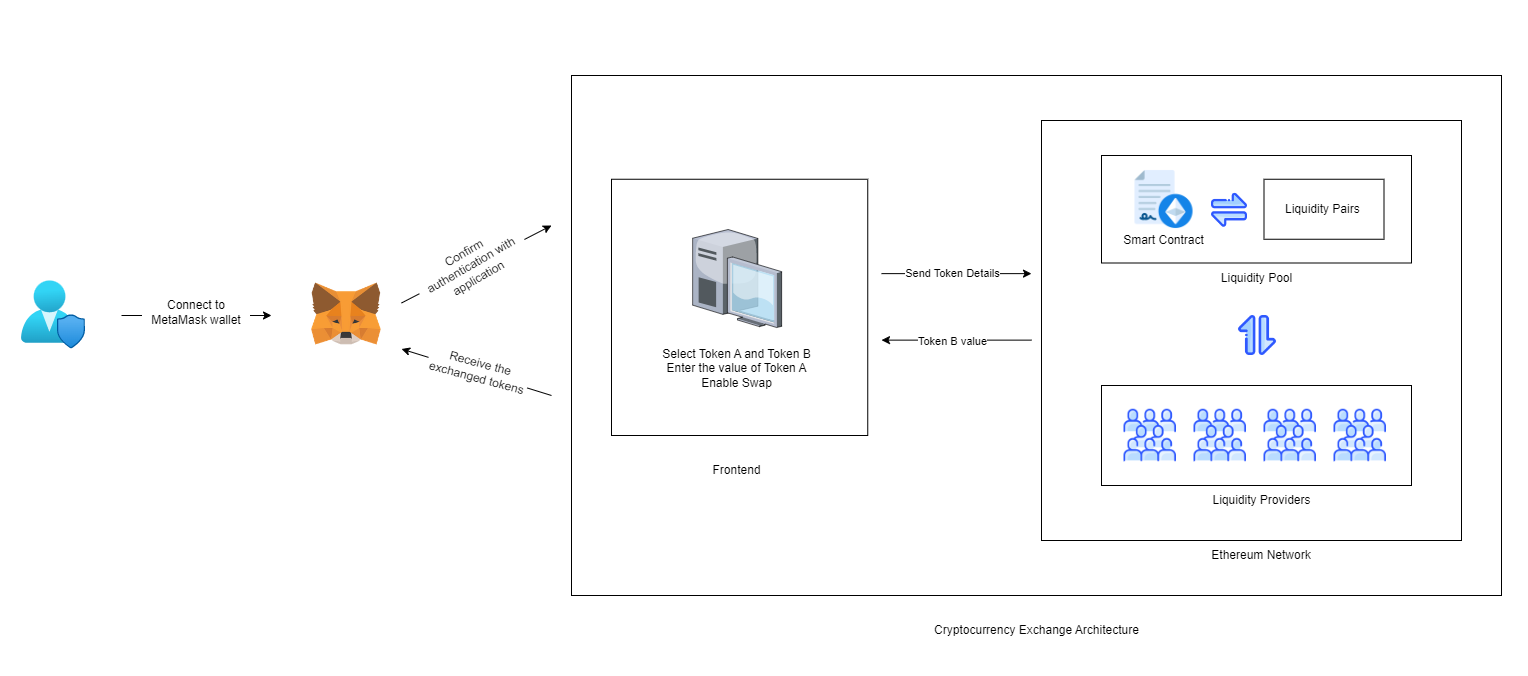 Connect to
MetaMask wallet
Confirm
authentication with
application
Receive the
exchanged tokens
Select Token A and Token B
Enter the value of Token A
Enable Swap
Frontend
Send Token Details
Token B value
Smart Contract
Liquidity Pairs
Liquidity Pool
Liquidity Providers
Ethereum Network
Cryptocurrency Exchange Architecture